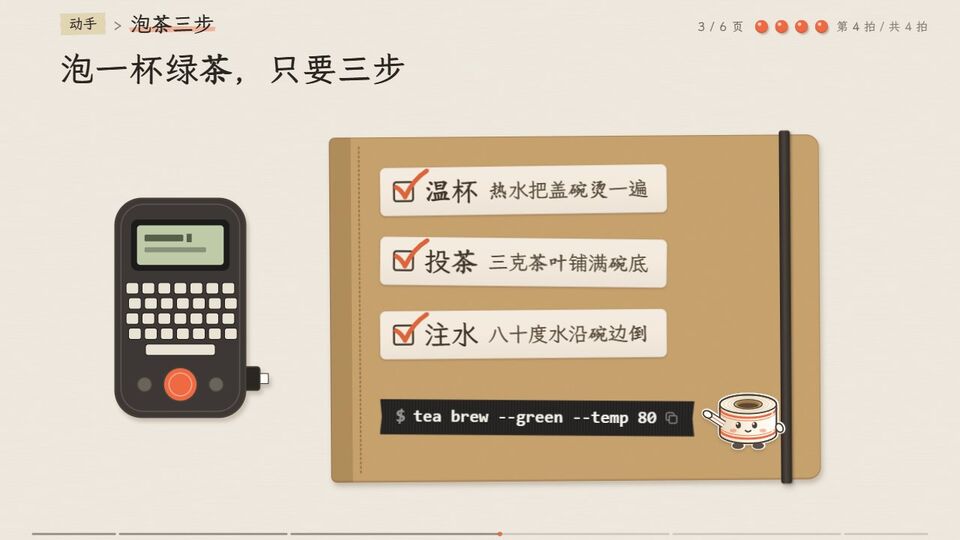 动手 > 泡茶三步
3 / 6 页 第 4 拍 / 共 4 拍
泡一杯绿茶，只要三步
温杯 热水把盖碗烫一遍
投茶 三克茶叶铺满碗底
注水 八十度水沿碗边倒
$ tea brew --green --temp 80